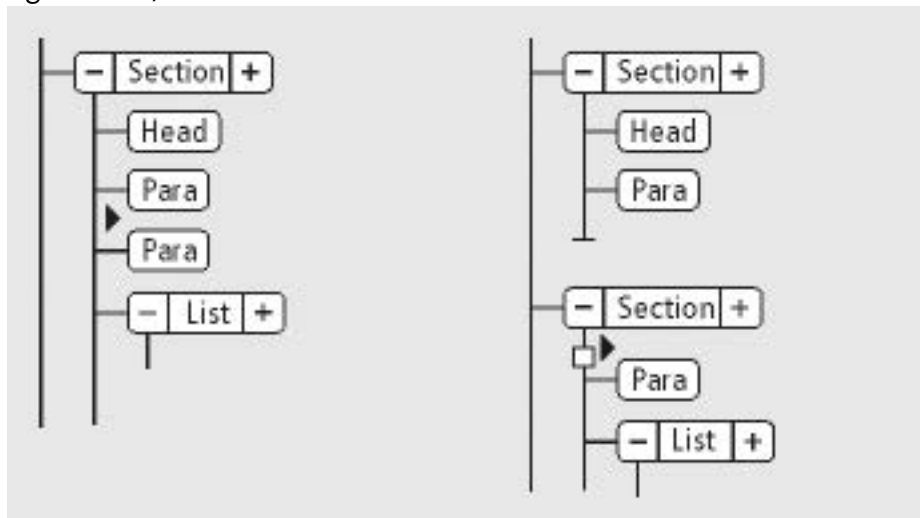 − Section +
Head
Para
Para
− List +
− Section +
Head
Para
− Section +
Para
− List +